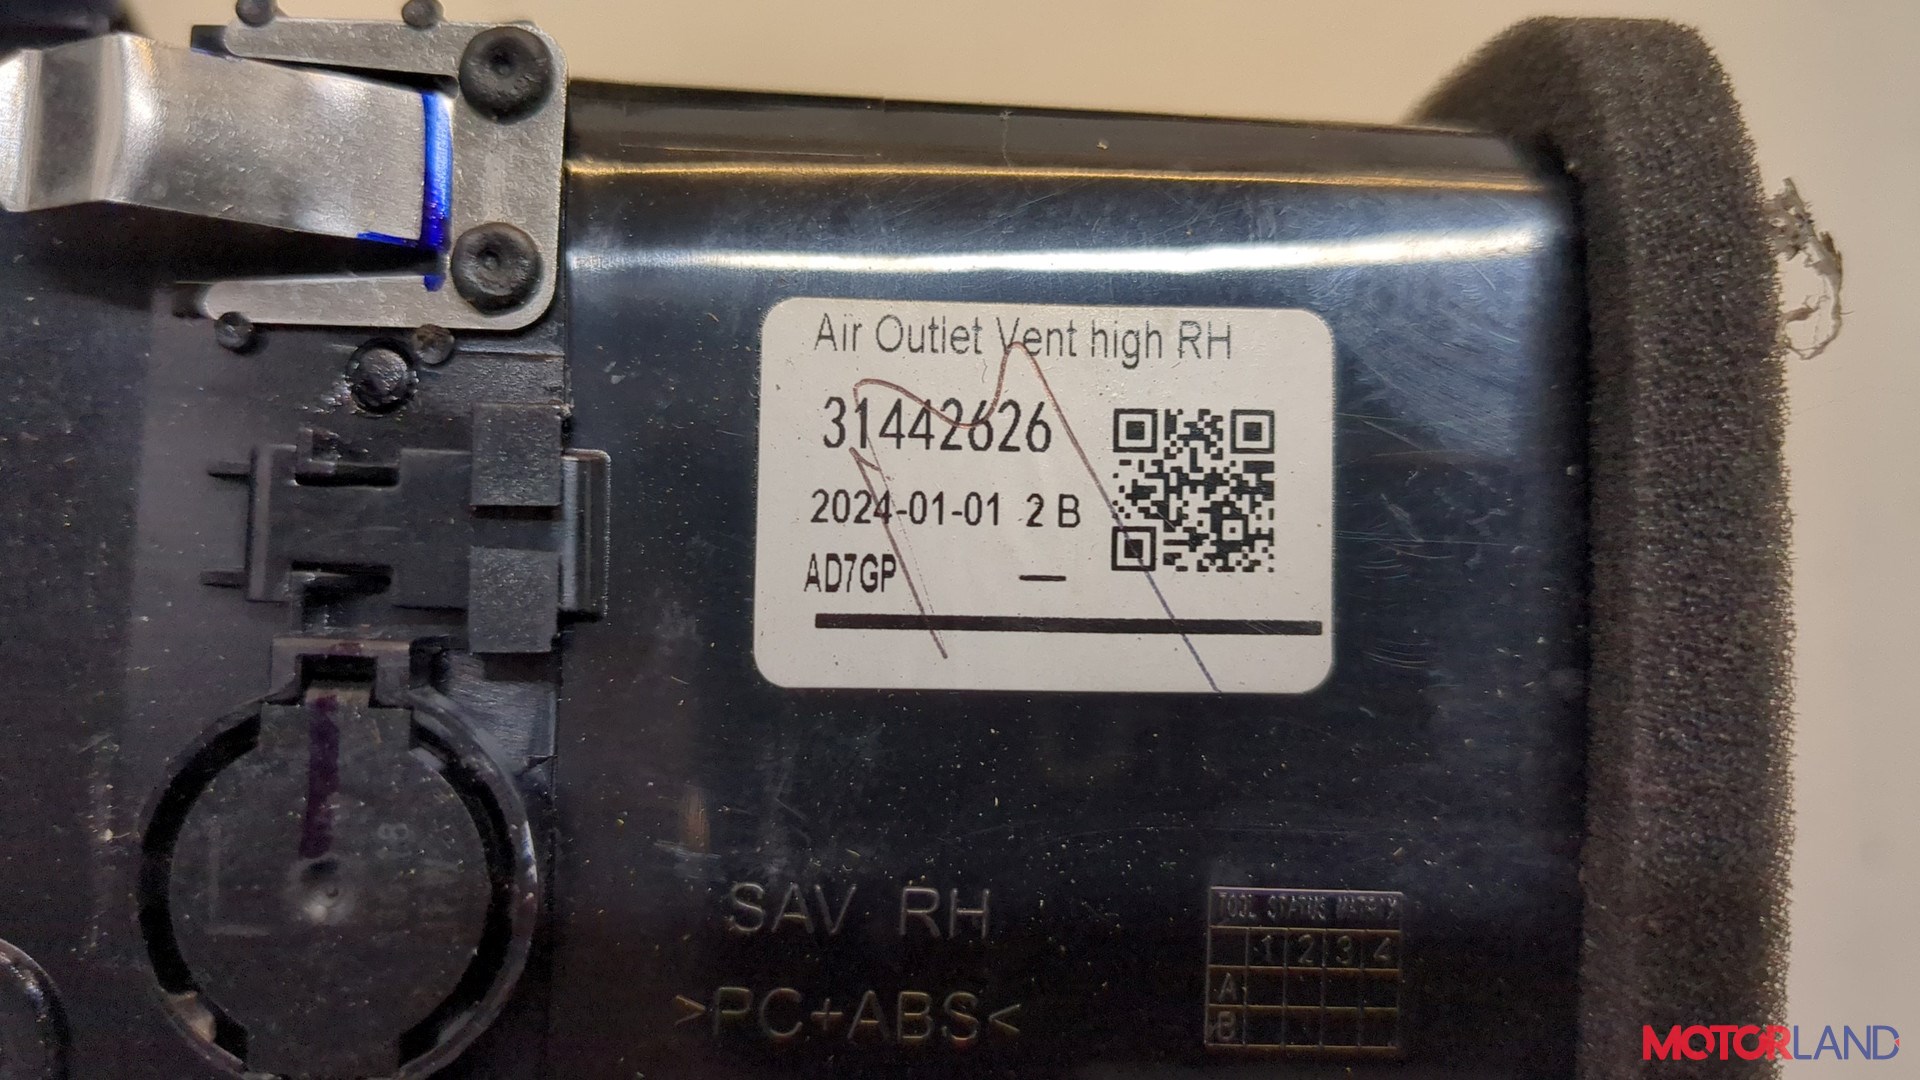 Air Outlet Vent high RH
31442626
2024-01-01 2 B
AD7GP —
SAV RH
>PC+ABS<
TOOL STATUS MATRIX
1 2 3 4
A
B
MOTORLAND